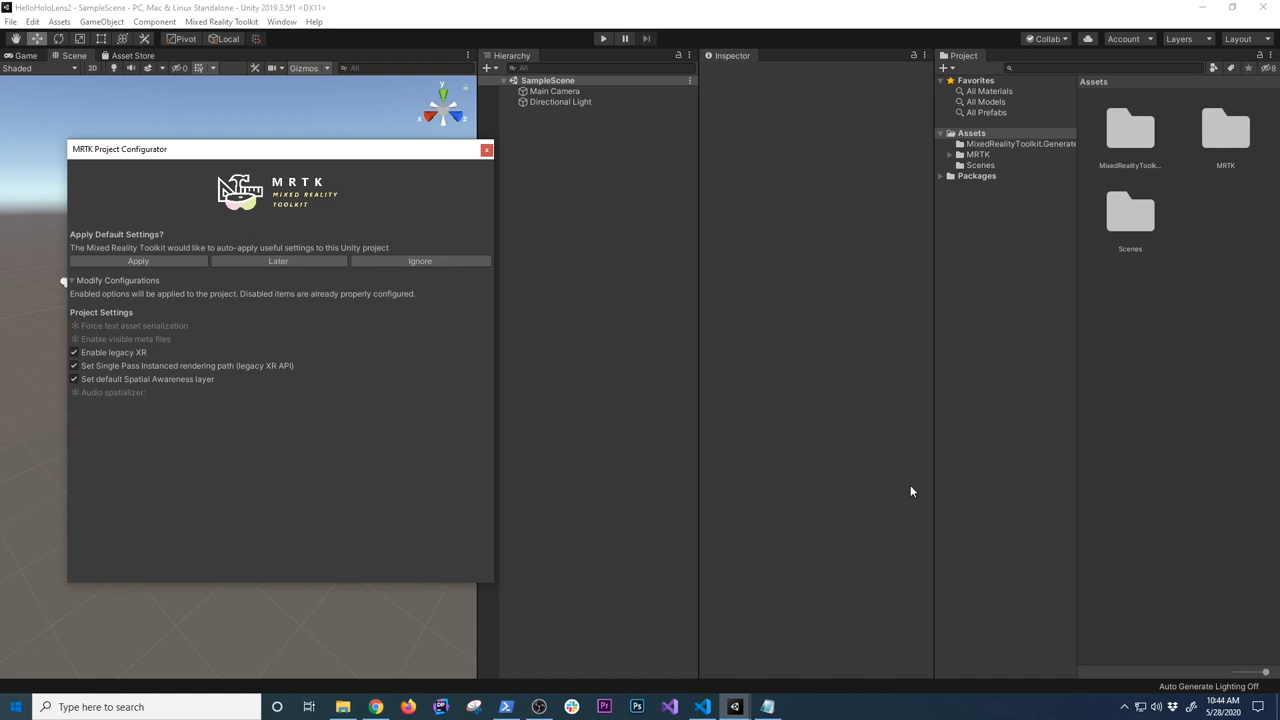 HelloHoloLens2 - SampleScene - PC, Mac & Linux Standalone - Unity 2019.3.5f1 <DX11>
File Edit Assets GameObject Component Mixed Reality Toolkit Window Help
Pivot Local Collab Account Layers Layout
Game Scene Asset Store
Shaded 2D 0 Gizmos All
y
x z
Hierarchy
All
SampleScene
Main Camera
Directional Light
Inspector
Project
8
Favorites
All Materials
All Models
All Prefabs
Assets
MixedRealityToolkit.Generate
MRTK
Scenes
Packages
Assets
MixedRealityToolk... MRTK
Scenes
MRTK Project Configurator x
MRTK
MIXED REALITY
TOOLKIT
Apply Default Settings?
The Mixed Reality Toolkit would like to auto-apply useful settings to this Unity project
Apply Later Ignore
Modify Configurations
Enabled options will be applied to the project. Disabled items are already properly configured.
Project Settings
Force text asset serialization
Enable visible meta files
Enable legacy XR
Set Single Pass Instanced rendering path (legacy XR API)
Set default Spatial Awareness layer
Audio spatializer:
Auto Generate Lighting Off
Type here to search
Pr Ps
10:44 AM
5/28/2020